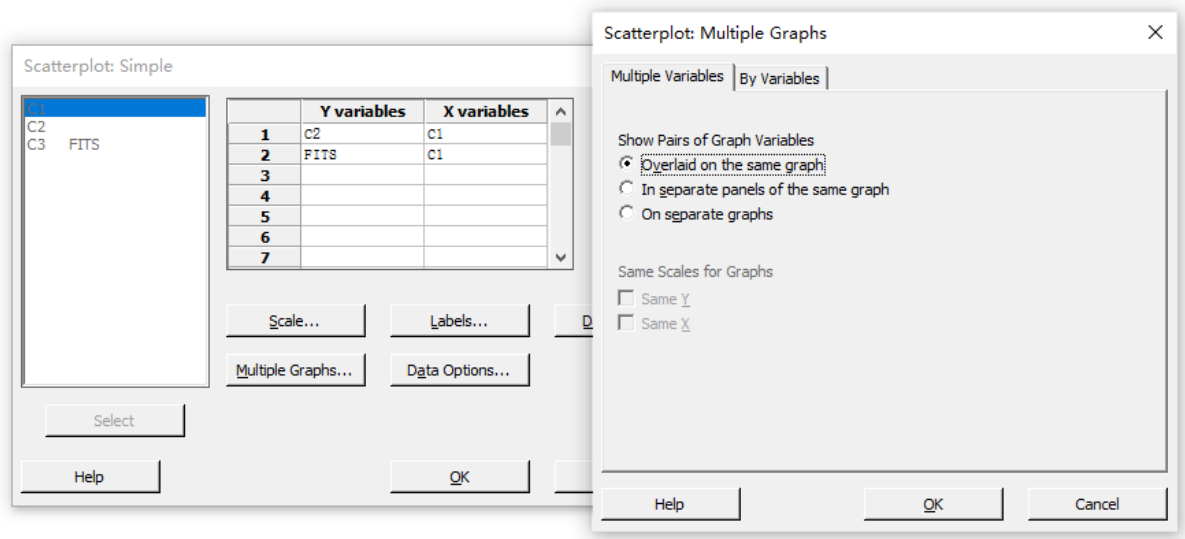 Scatterplot: Simple
C1
C2
C3 FITS
Y variables X variables
1 C2 C1
2 FITS C1
3
4
5
6
7
Scale...
Labels...
D
Multiple Graphs...
Data Options...
Select
Help
OK
Scatterplot: Multiple Graphs
Multiple Variables
By Variables
Show Pairs of Graph Variables
Overlaid on the same graph
In separate panels of the same graph
On separate graphs
Same Scales for Graphs
Same Y
Same X
Help
OK
Cancel